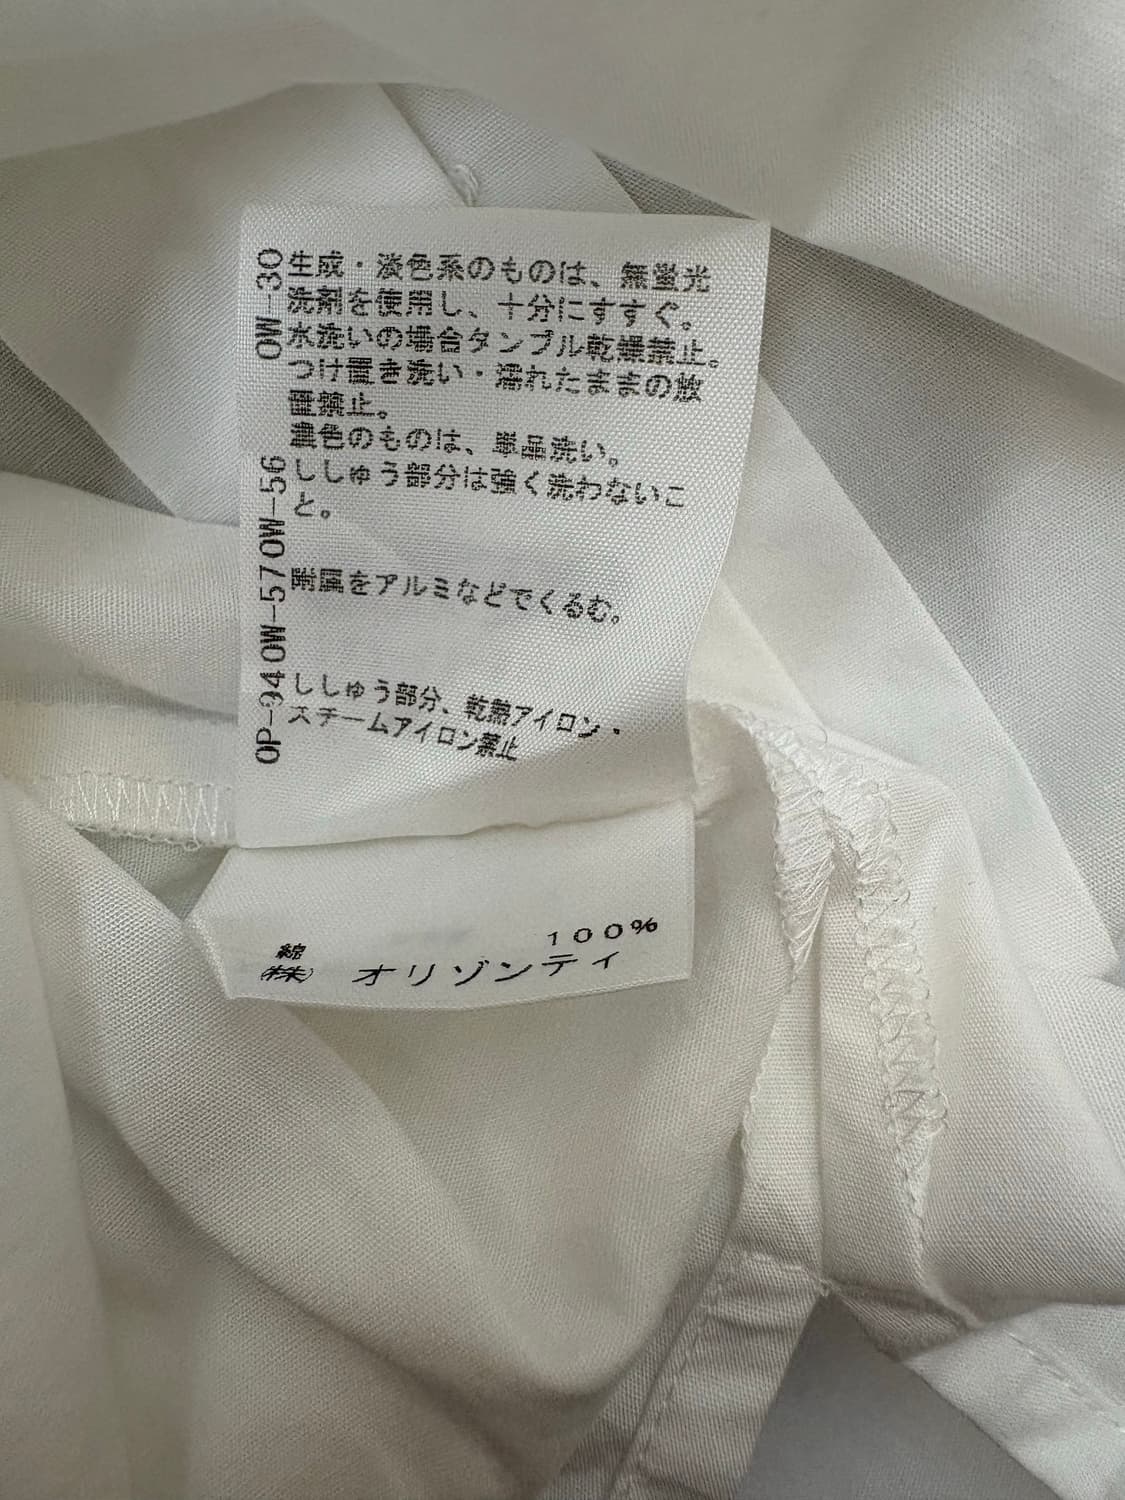 生成・淡色系のものは、無蛍光
洗剤を使用し、十分にすすぐ。
水洗いの場合タンブル乾燥禁止。
つけ置き洗い・濡れたままの放
置禁止。
濃色のものは、単品洗い。
ししゅう部分は強く洗わないこ
と。
附属をアルミなどでくるむ。
ししゅう部分、乾熱アイロン・
スチームアイロン禁止
OP-94 OW-57 OW-56 OW-30
綿 100%
(株) オリゾンティ